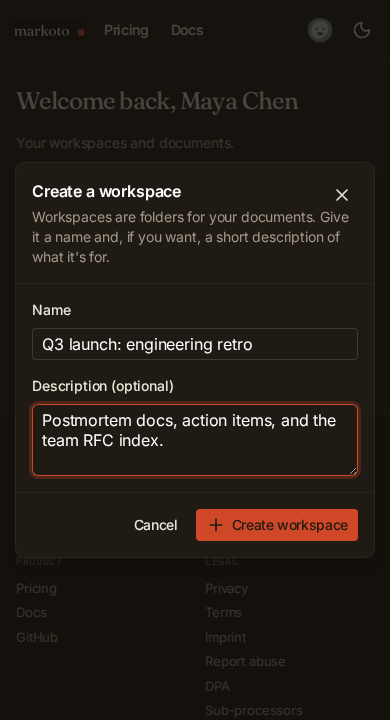 markoto
Pricing
Docs
Welcome back, Maya Chen
Your workspaces and documents.
Create a workspace
Workspaces are folders for your documents. Give
it a name and, if you want, a short description of
what it's for.
Name
Q3 launch: engineering retro
Description (optional)
Postmortem docs, action items, and the
team RFC index.
Cancel
Create workspace
PRODUCT
LEGAL
Pricing
Privacy
Docs
Terms
GitHub
Imprint
Report abuse
DPA
Sub-processors